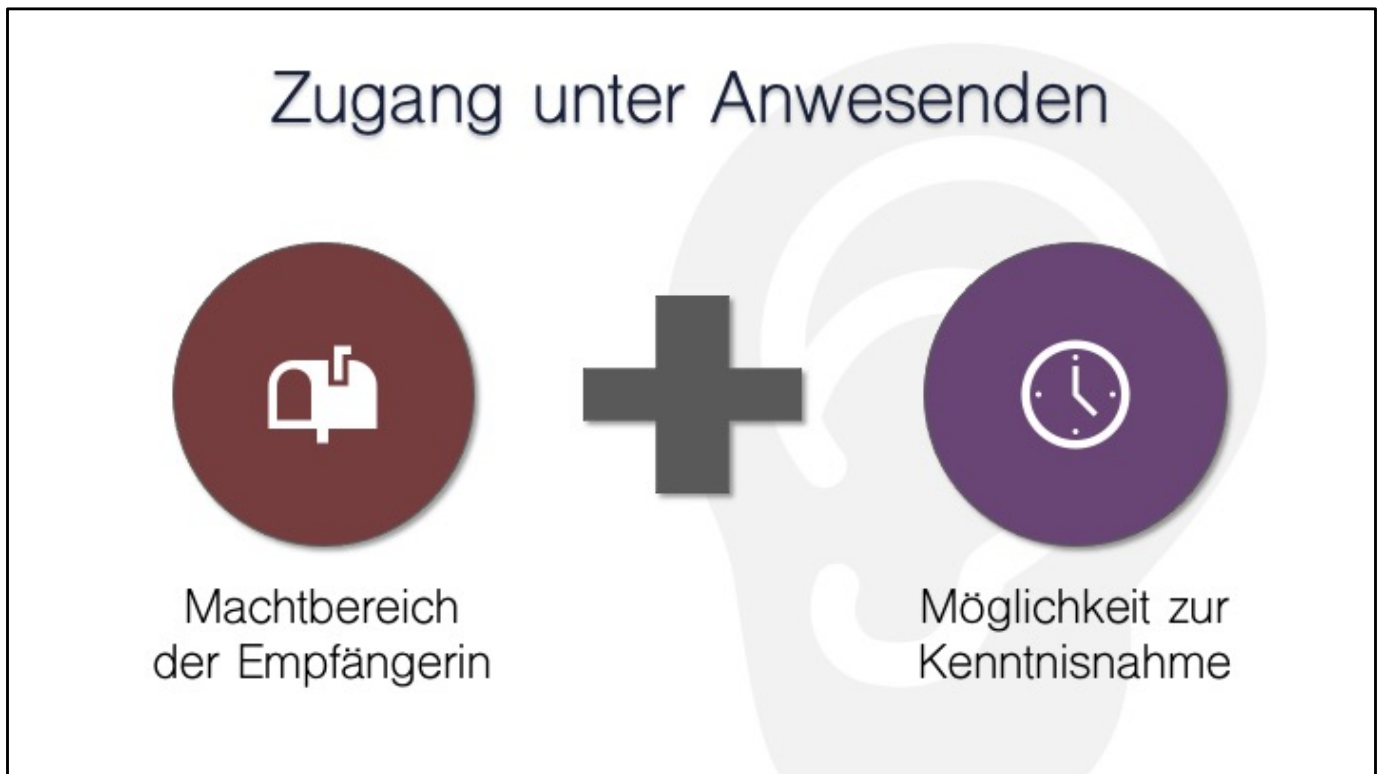 Zugang unter Anwesenden
Machtbereich
der Empfängerin
Möglichkeit zur
Kenntnisnahme